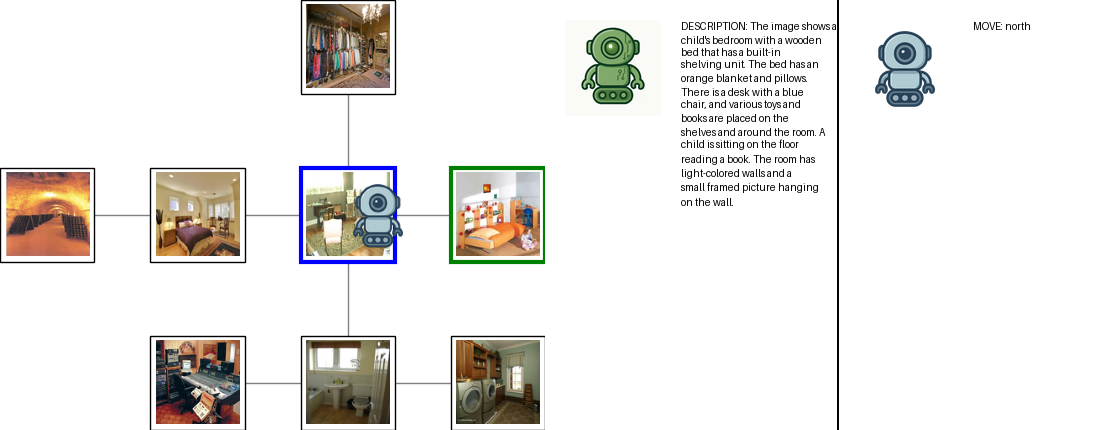 DESCRIPTION: The image shows a
child's bedroom with a wooden
bed that has a built-in
shelving unit. The bed has an
orange blanket and pillows.
There is a desk with a blue
chair, and various toys and
books are placed on the
shelves and around the room. A
child is sitting on the floor
reading a book. The room has
light-colored walls and a
small framed picture hanging
on the wall.
MOVE: north